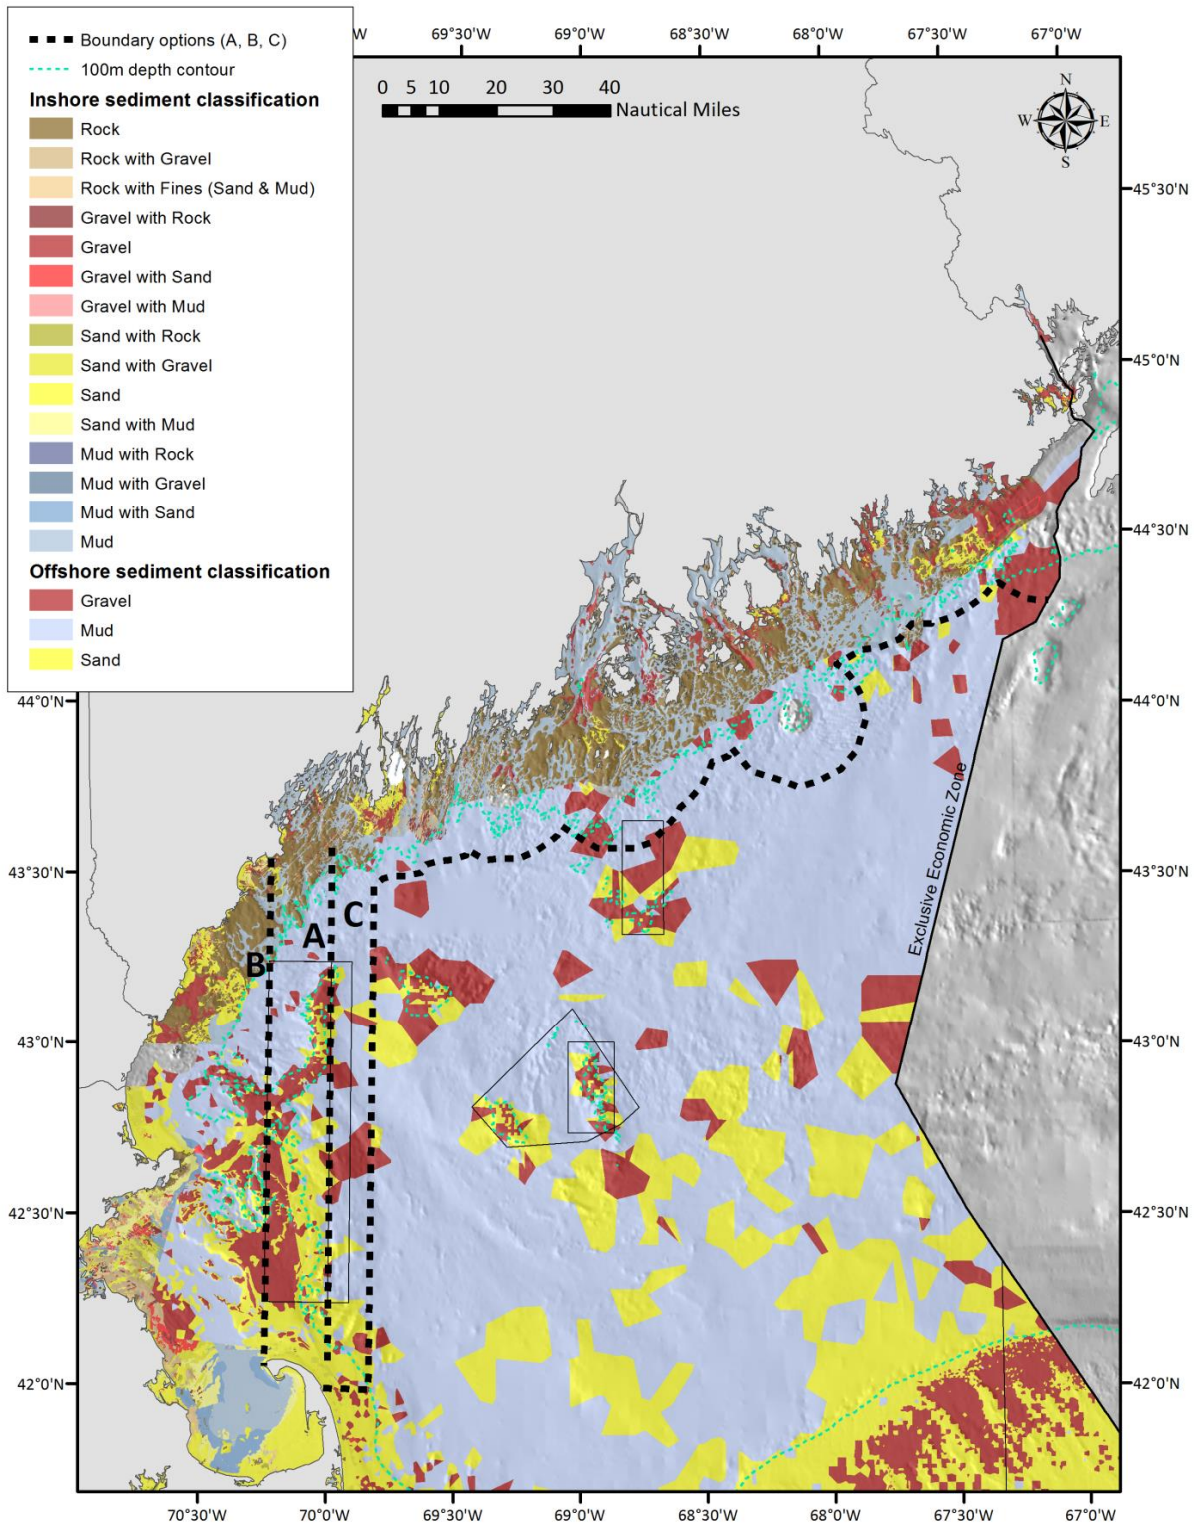 Boundary options (A, B, C)
100m depth contour
Inshore sediment classification
Rock
Rock with Gravel
Rock with Fines (Sand & Mud)
Gravel with Rock
Gravel
Gravel with Sand
Gravel with Mud
Sand with Rock
Sand with Gravel
Sand
Sand with Mud
Mud with Rock
Mud with Gravel
Mud with Sand
Mud
Offshore sediment classification
Gravel
Mud
Sand
°W 69°30'W 69°0'W 68°30'W 68°0'W 67°30'W 67°0'W
0 5 10 20 30 40
Nautical Miles
N
W E
S
45°30'N
45°0'N
44°30'N
44°0'N 44°0'N
43°30'N 43°30'N
43°0'N 43°0'N
42°30'N 42°30'N
42°0'N 42°0'N
Exclusive Economic Zone
C
A
B
70°30'W 70°0'W 69°30'W 69°0'W 68°30'W 68°0'W 67°30'W 67°0'W